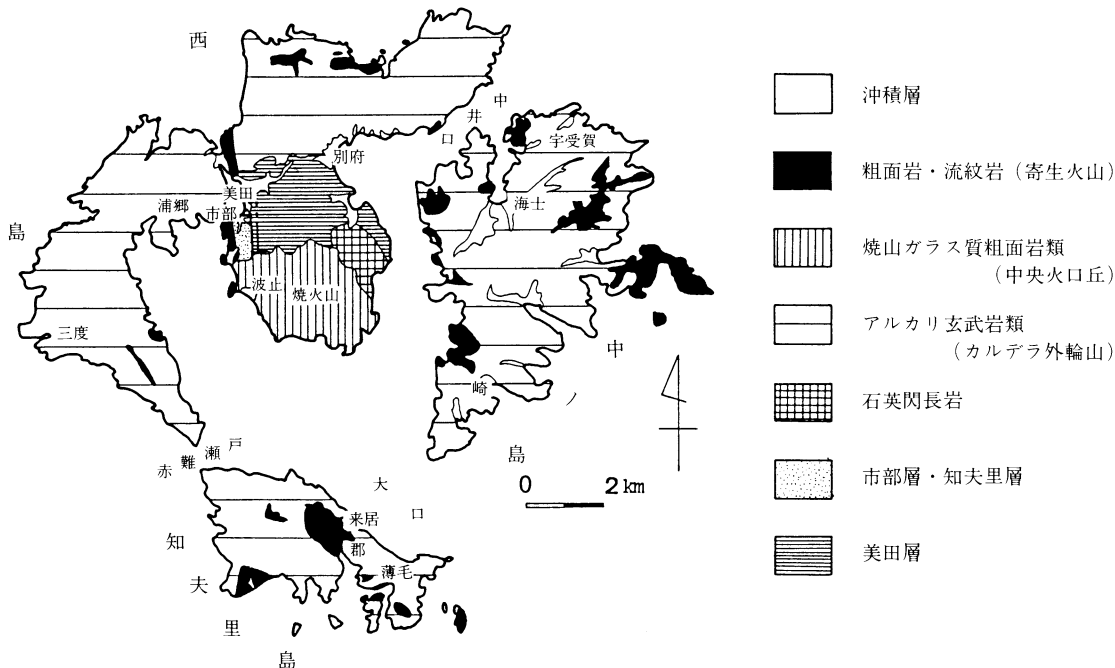 西
島
中
井
口
宇受賀
別府
美田
海士
浦郷
市部
波止
焼火山
三度
中
ノ
島
崎
赤難瀬戸
0 2km
大
口
来居
郡
薄毛
知
夫
里
島
沖積層
粗面岩・流紋岩（寄生火山）
焼山ガラス質粗面岩類
（中央火口丘）
アルカリ玄武岩類
（カルデラ外輪山）
石英閃長岩
市部層・知夫里層
美田層